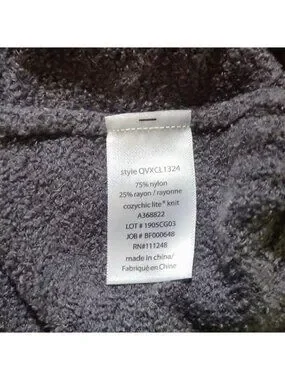 style QVXCL1324
75% nylon
25% rayon / rayonne
cozychic lite® knit
A368822
LOT # 1905CG03
JOB # BF000648
RN#111248
made in china/
Fabriqué en Chine